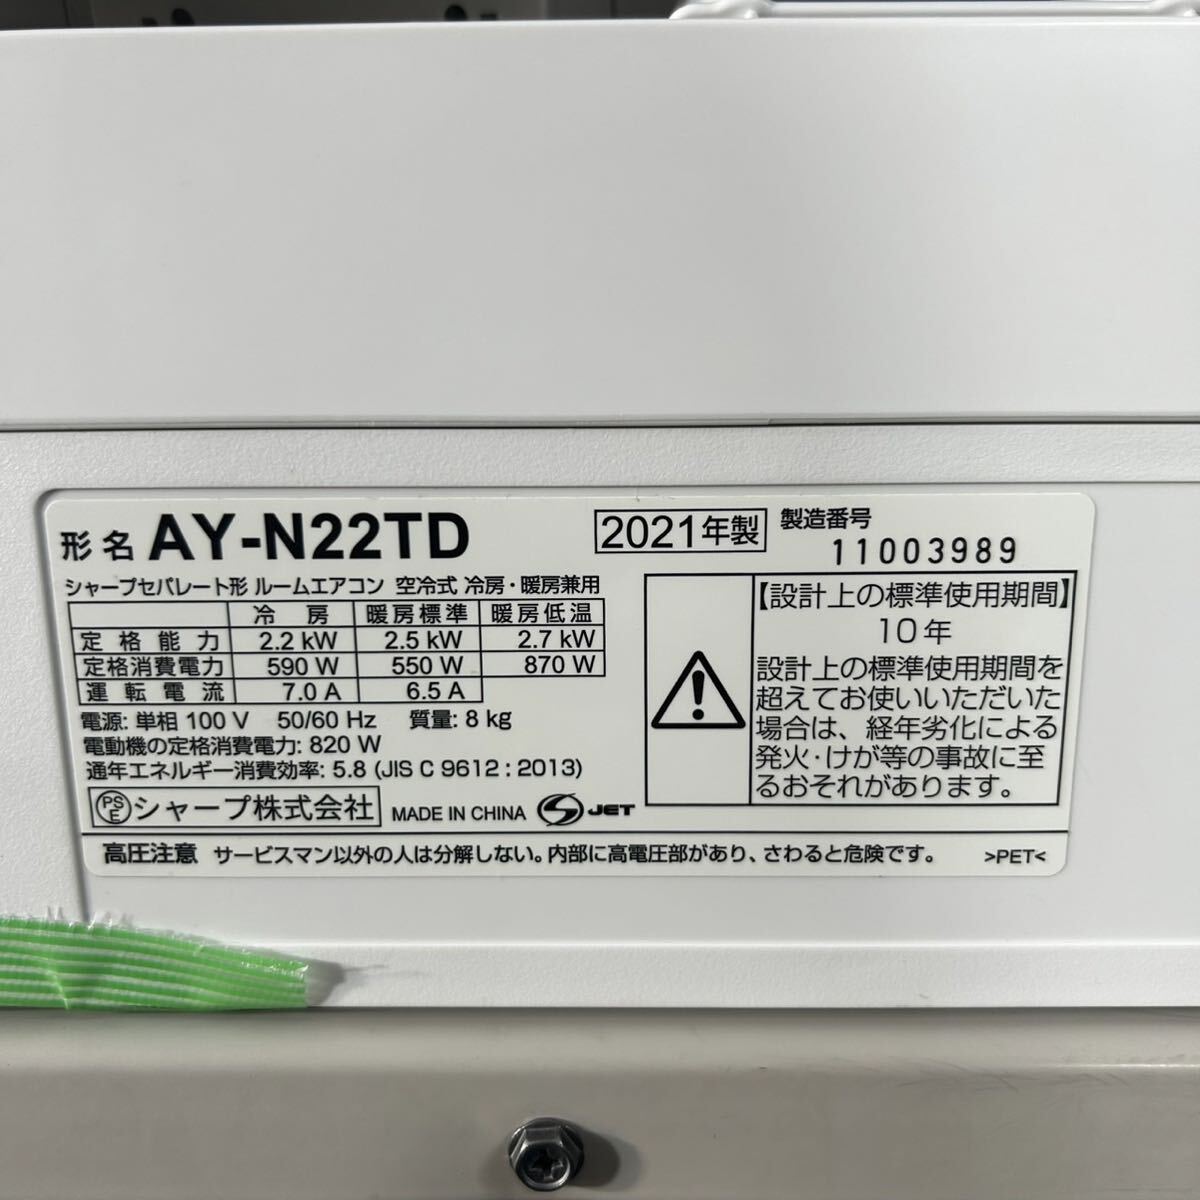 形名 AY-N22TD
2021年製
製造番号
11003989
シャープセパレート形 ルームエアコン 空冷式 冷房・暖房兼用
冷房 暖房標準 暖房低温
定格能力 2.2 kW 2.5 kW 2.7 kW
定格消費電力 590 W 550 W 870 W
運転電流 7.0 A 6.5 A
電源: 単相 100 V 50/60 Hz 質量: 8 kg
電動機の定格消費電力: 820 W
通年エネルギー消費効率: 5.8 (JIS C 9612 : 2013)
PSE シャープ株式会社 MADE IN CHINA JET
【設計上の標準使用期間】
10年
設計上の標準使用期間を
超えてお使いいただいた
場合は、経年劣化による
発火・けが等の事故に至
るおそれがあります。
高圧注意 サービスマン以外の人は分解しない。内部に高電圧部があり、さわると危険です。 >PET<